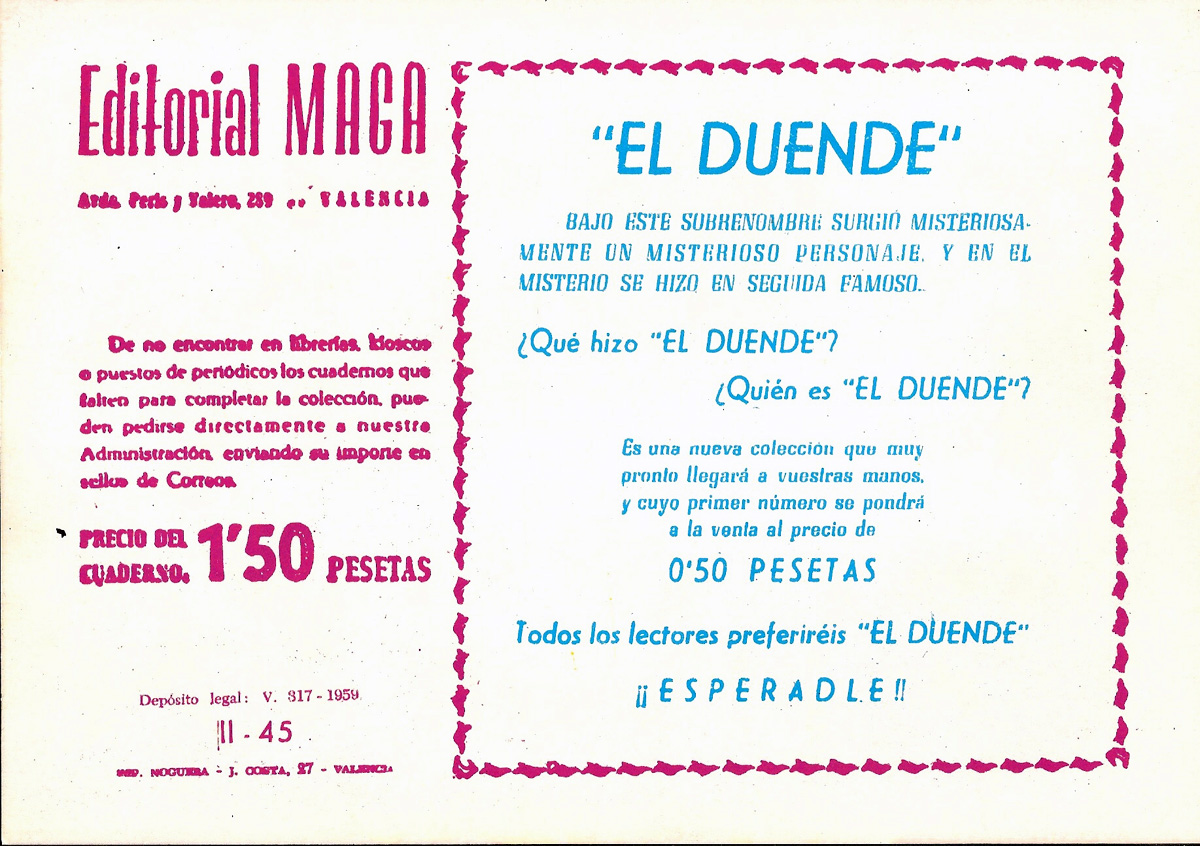 Editorial MAGA
Avda. Peris y Valero, 239 .. VALENCIA
De no encontrar en librerías, kioscos
o puestos de periódicos los cuadernos que
falten para completar la colección, pue-
den pedirse directamente a nuestra
Administración, enviando su importe en
sellos de Correos.
PRECIO DEL
CUADERNO. 1'50 PESETAS
Depósito legal: V. 317-1959
II - 45
IMP. NOGUERA - J. COSTA, 27 - VALENCIA
"EL DUENDE"
BAJO ESTE SOBRENOMBRE SURGIÓ MISTERIOSA-
MENTE UN MISTERIOSO PERSONAJE. Y EN EL
MISTERIO SE HIZO EN SEGUIDA FAMOSO..
¿Qué hizo "EL DUENDE"?
¿Quién es "EL DUENDE"?
Es una nueva colección que muy
pronto llegará a vuestras manos,
y cuyo primer número se pondrá
a la venta al precio de
0'50 PESETAS
Todos los lectores preferiréis "EL DUENDE"
¡¡ESPERADLE!!